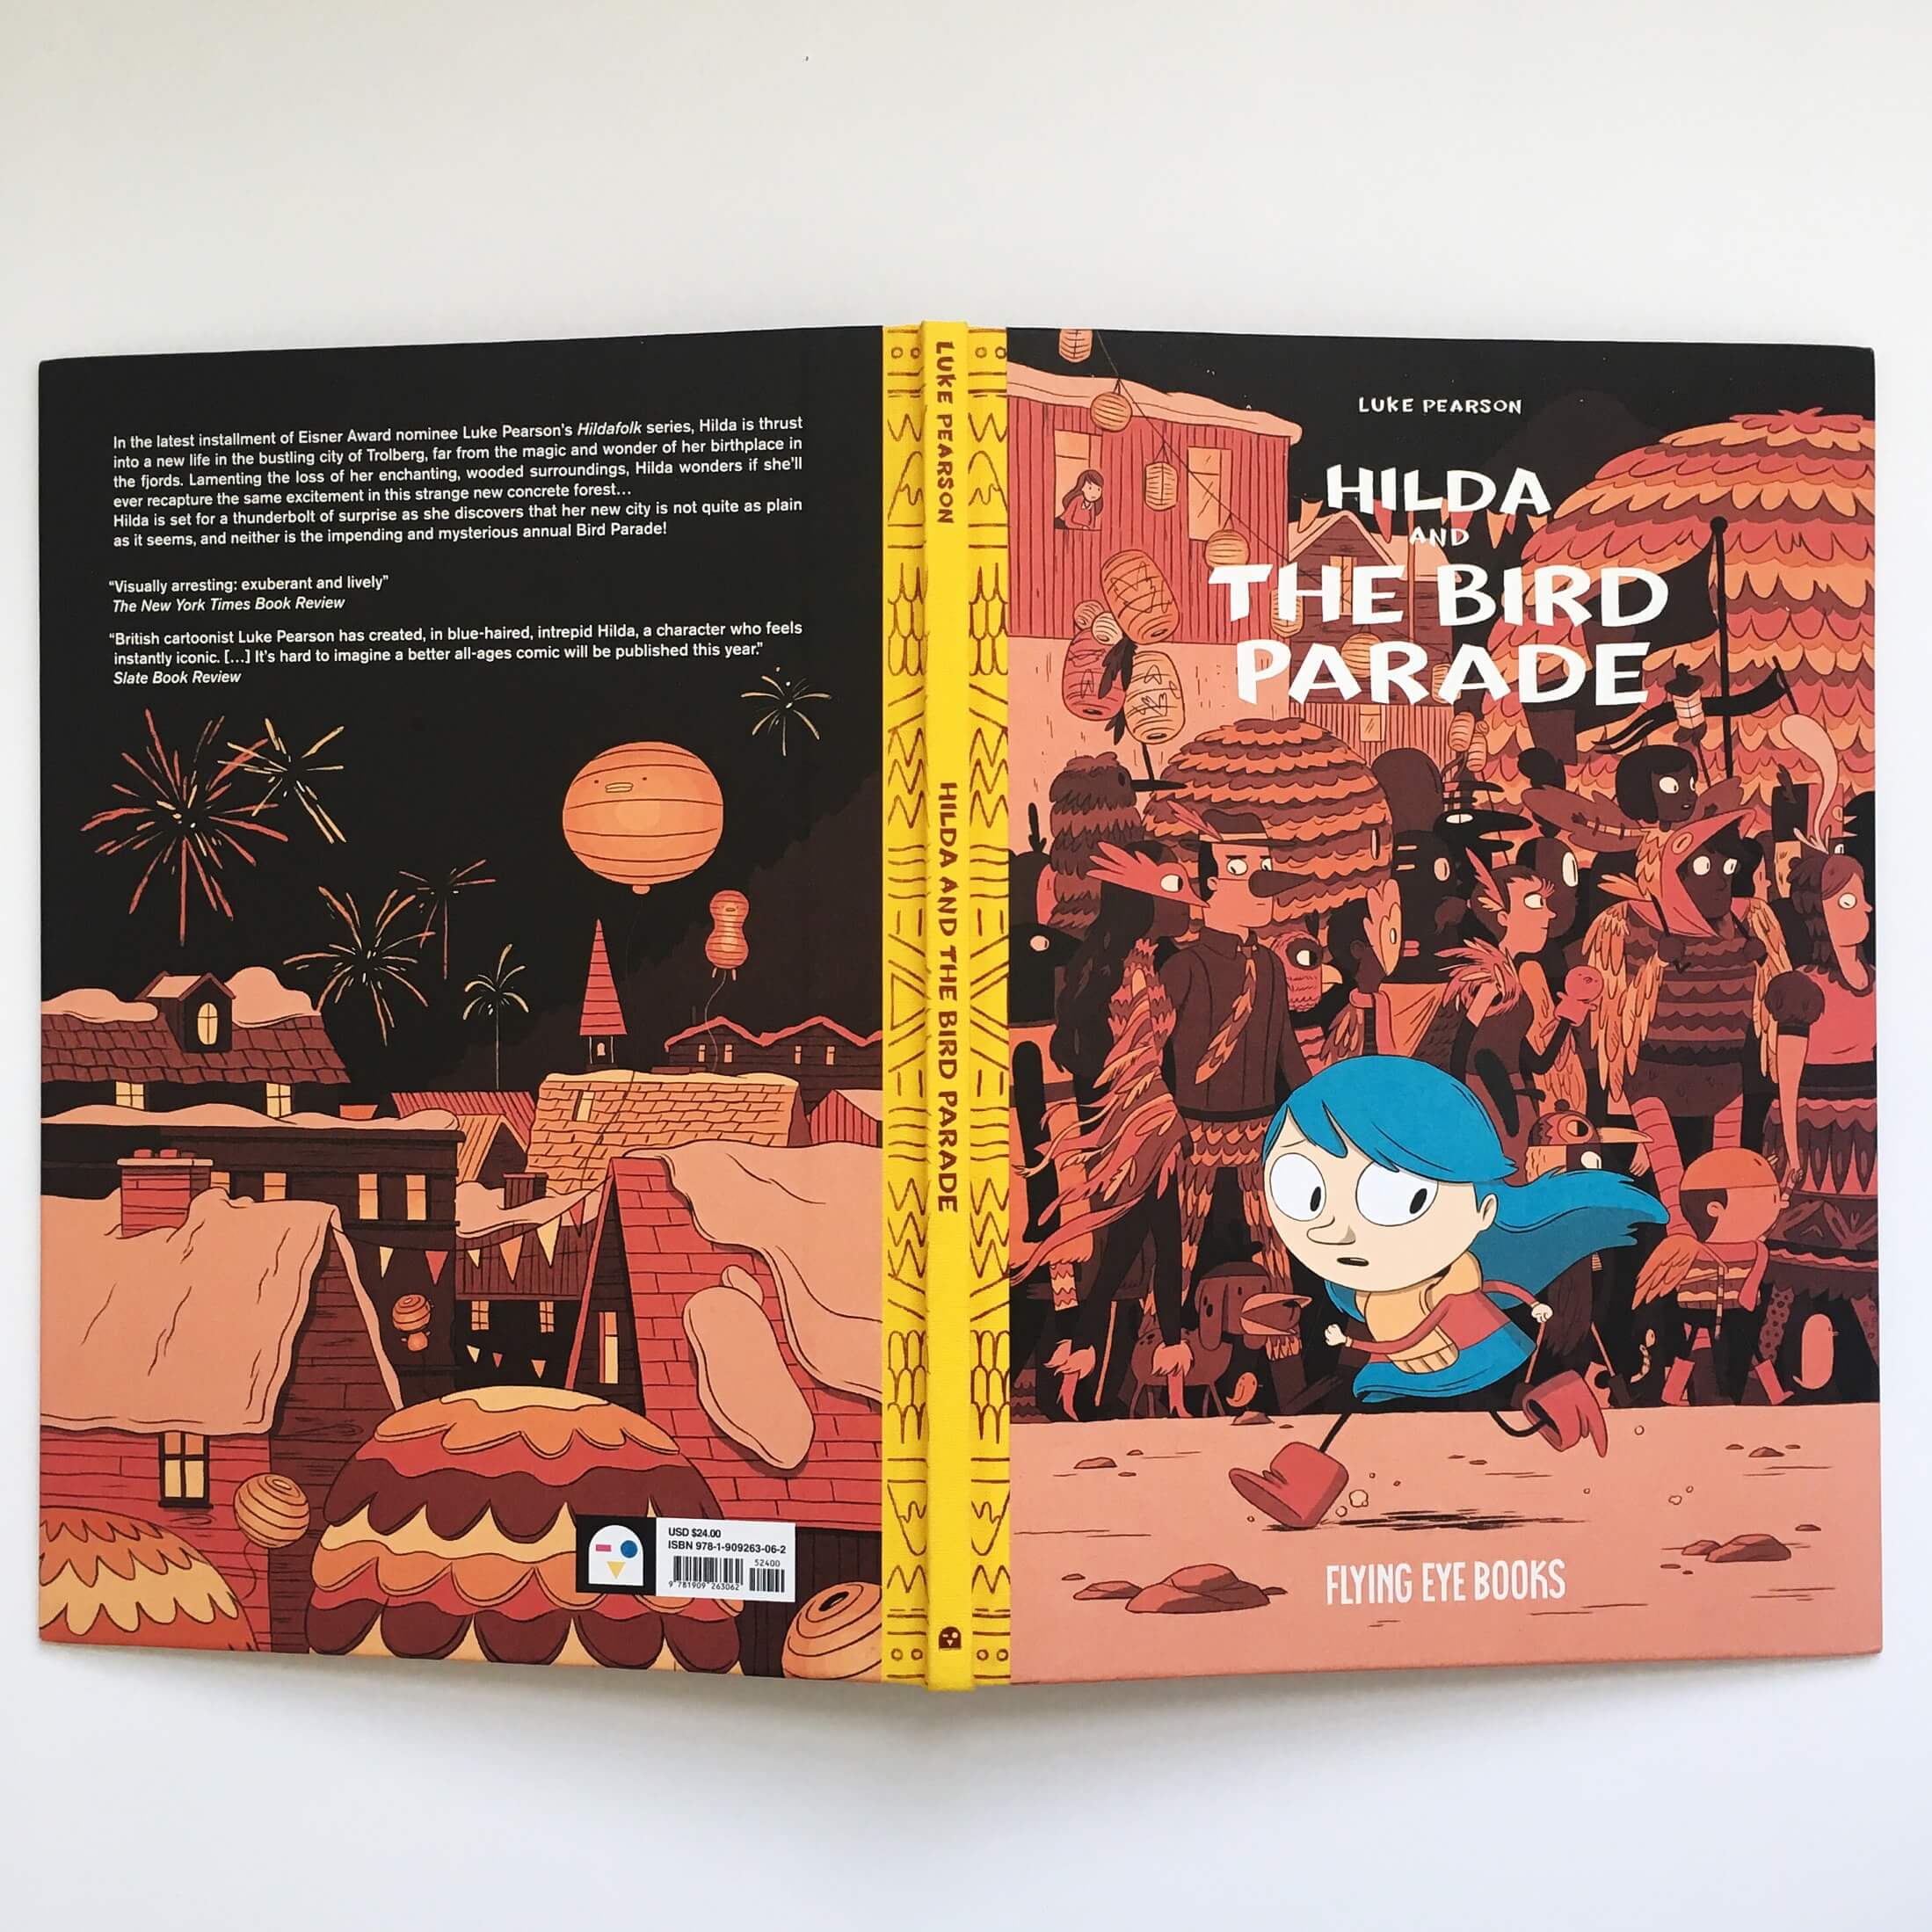 In the latest installment of Eisner Award nominee Luke Pearson's Hildafolk series, Hilda is thrust
into a new life in the bustling city of Trolberg, far from the magic and wonder of her birthplace in
the fjords. Lamenting the loss of her enchanting, wooded surroundings, Hilda wonders if she'll
ever recapture the same excitement in this strange new concrete forest...
Hilda is set for a thunderbolt of surprise as she discovers that her new city is not quite as plain
as it seems, and neither is the impending and mysterious annual Bird Parade!
“Visually arresting: exuberant and lively”
The New York Times Book Review
“British cartoonist Luke Pearson has created, in blue-haired, intrepid Hilda, a character who feels
instantly iconic. [...] It's hard to imagine a better all-ages comic will be published this year.”
Slate Book Review
USD $24.00
ISBN 978-1-909263-06-2
52400
9 781909 263062
LUKE PEARSON
HILDA AND THE BIRD PARADE
LUKE PEARSON
HILDA
AND
THE BIRD
PARADE
FLYING EYE BOOKS